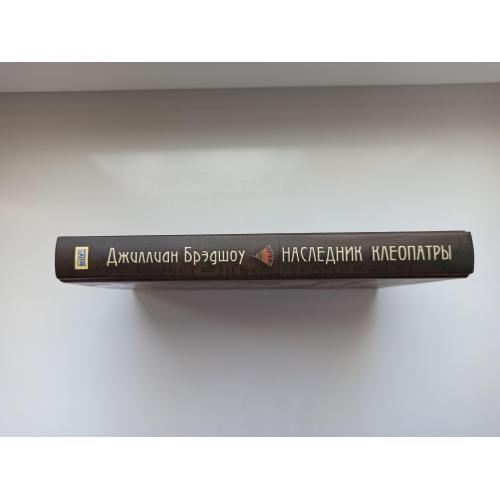 Джиллиан Брэдшоу НАСЛЕДНИК КЛЕОПАТРЫ